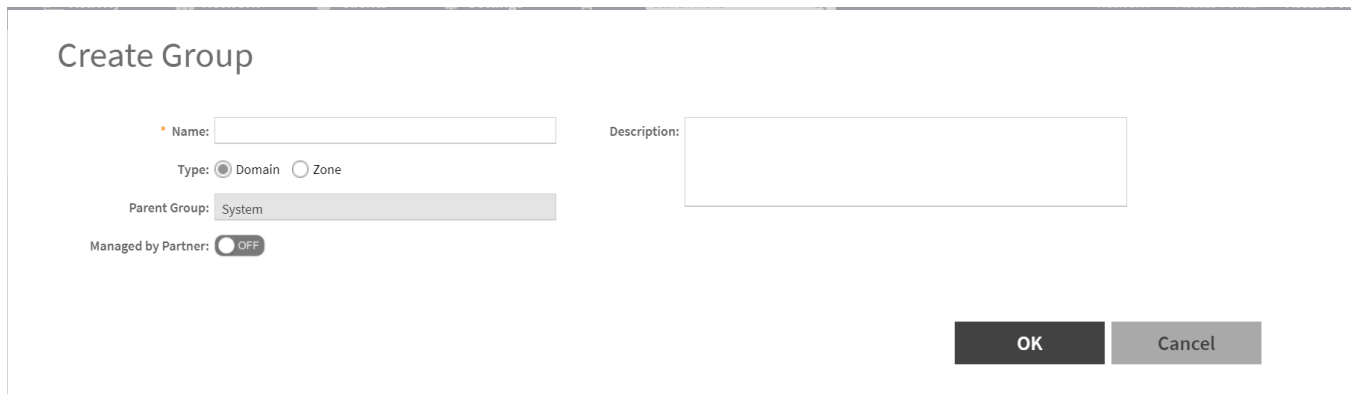 Create Group
* Name:
Description:
Type: Domain Zone
Parent Group: System
Managed by Partner: OFF
OK Cancel